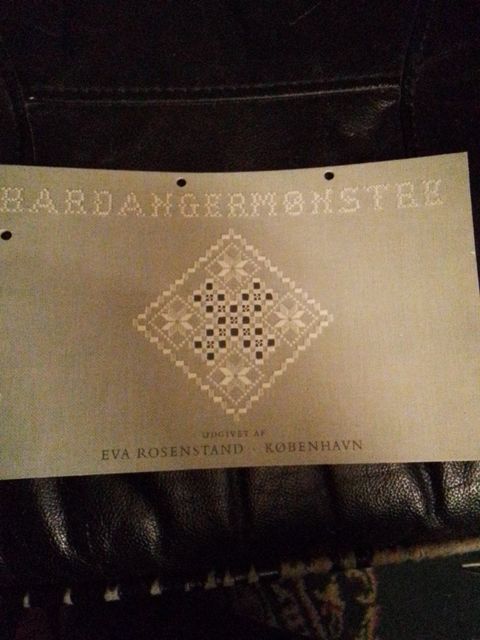 HARDANGERMØNSTRE
UDGIVET AF
EVA ROSENSTAND · KØBENHAVN